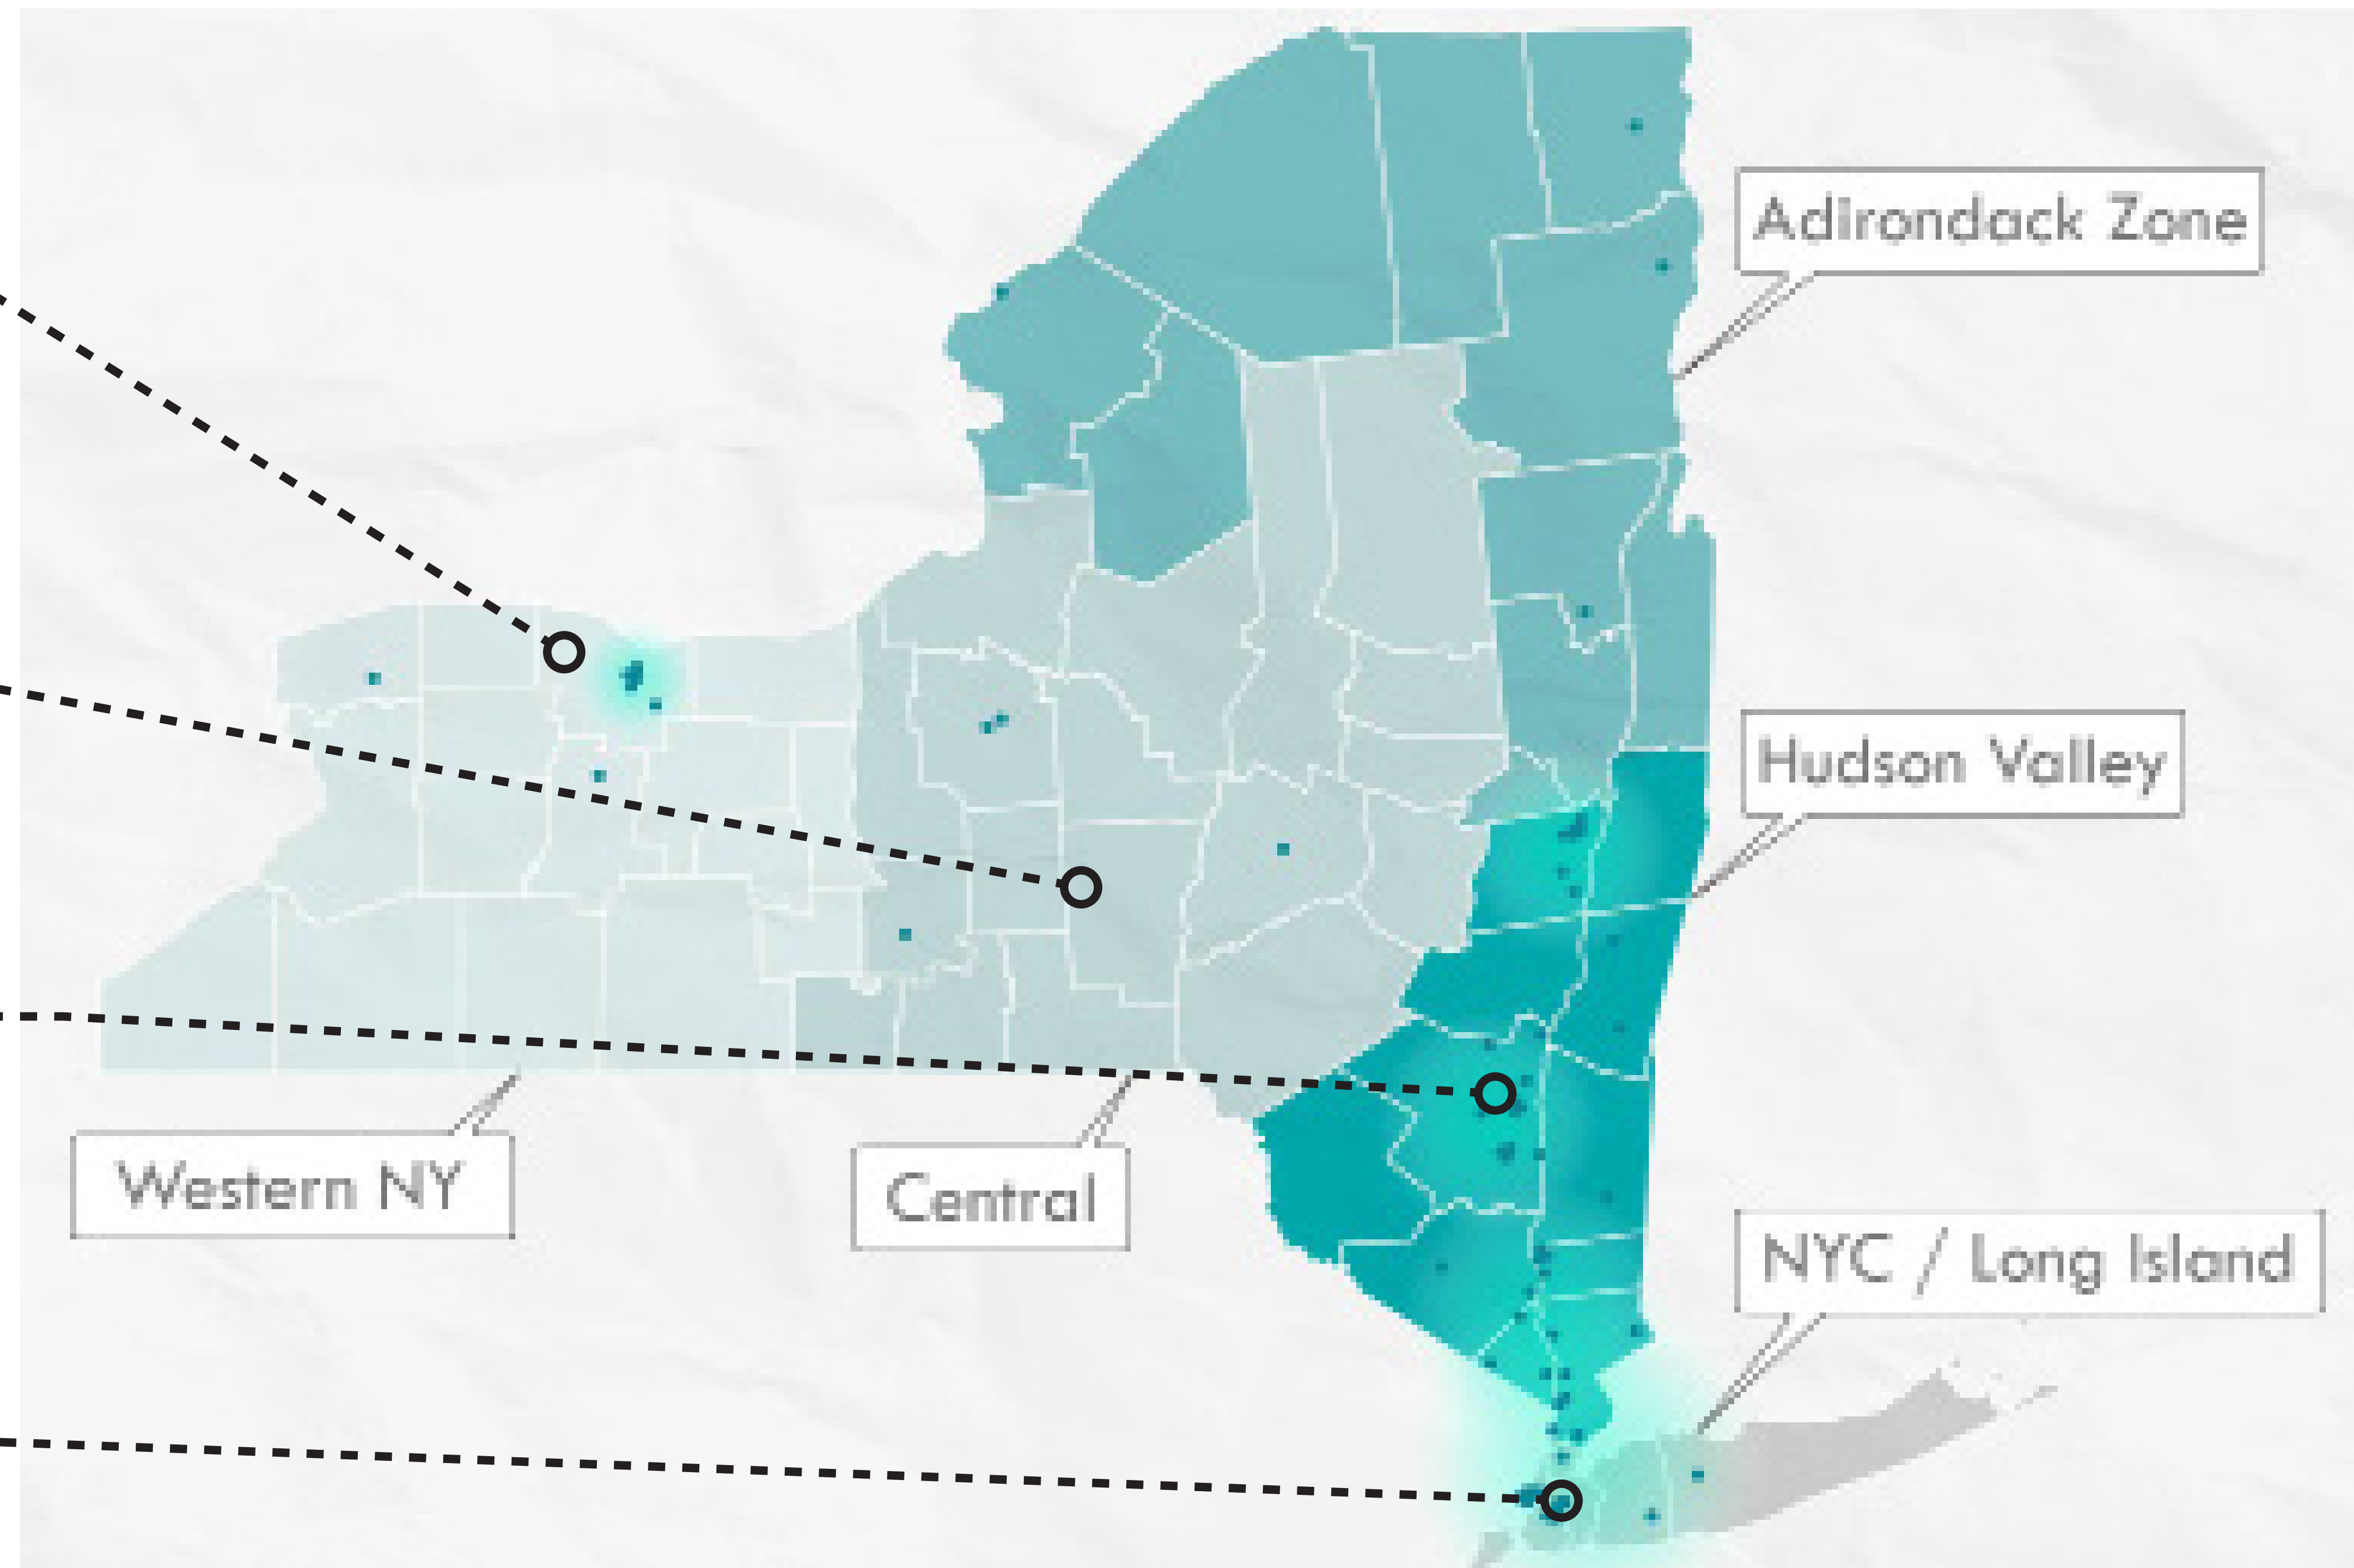 Adirondack Zone
Hudson Valley
Western NY
Central
NYC / Long Island